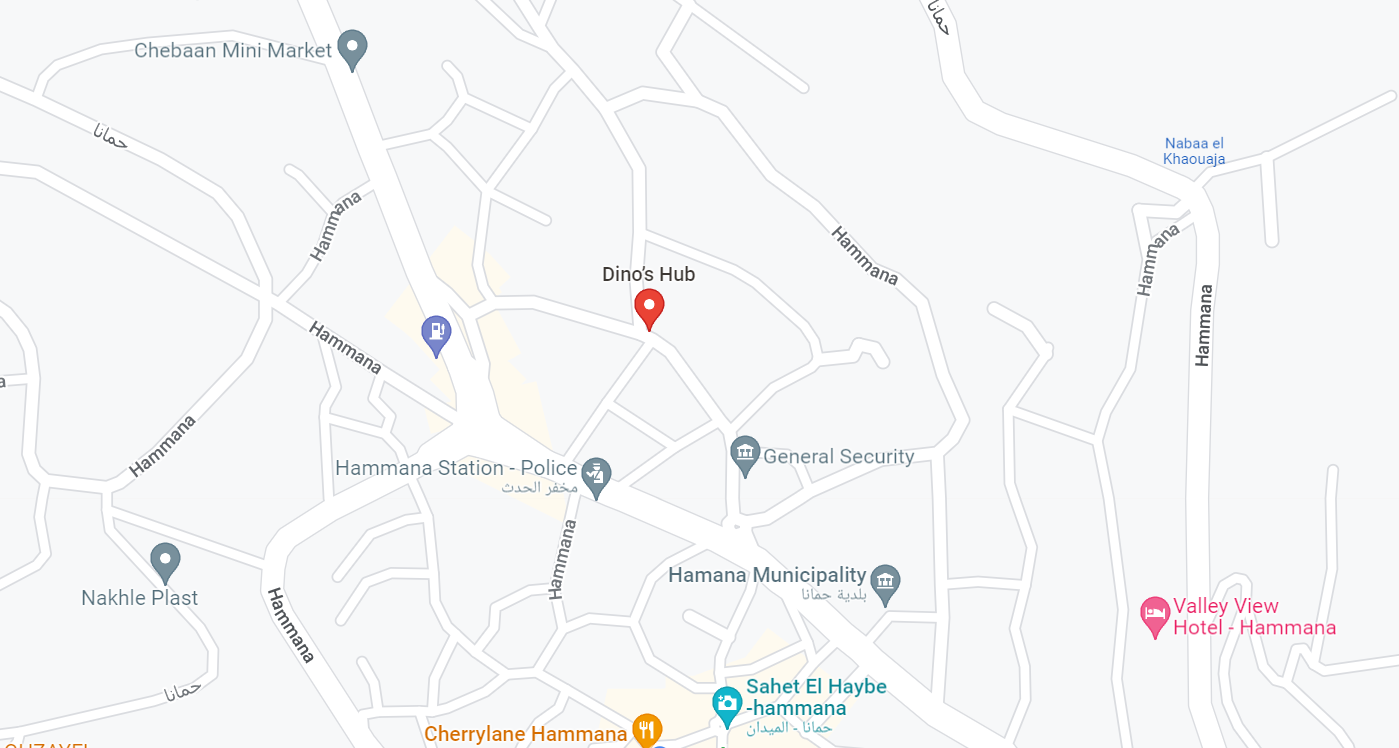 حمانا
Chebaan Mini Market
حمانا
Nabaa el
Khaouaja
Hammana
Hammana
Hammana
Dino's Hub
Hammana
Hammana
Hammana
Hammana
General Security
Hammana Station - Police
مخفر الحدث
Hammana
Nakhle Plast
Hamana Municipality
بلدية حمانا
Hammana
Valley View
Hotel - Hammana
حمانا
Sahet El Haybe
-hammana
حمانا - الميدان
Cherrylane Hammana